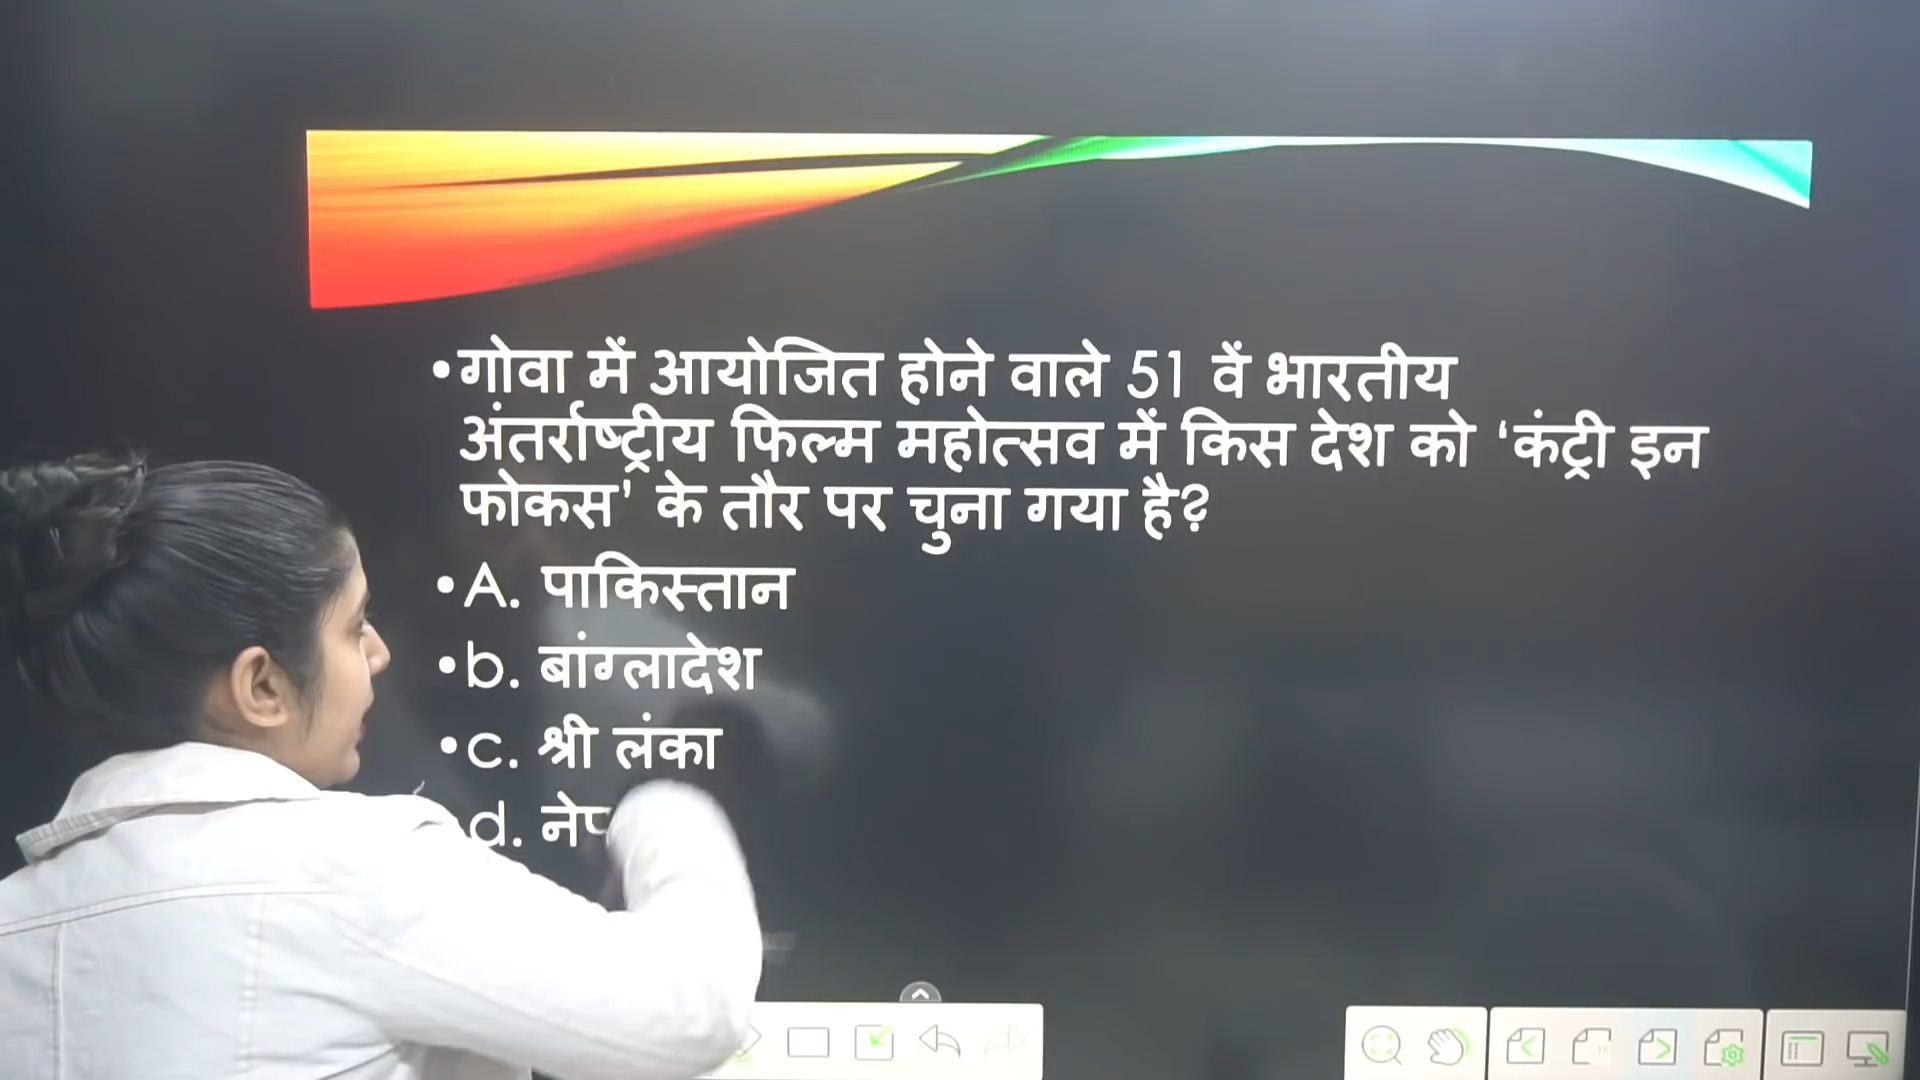 •गोवा में आयोजित होने वाले 51 वें भारतीय
अंतर्राष्ट्रीय फिल्म महोत्सव में किस देश को ‘कंट्री इन
फोकस’ के तौर पर चुना गया है?
•A. पाकिस्तान
•b. बांग्लादेश
•c. श्री लंका
d.